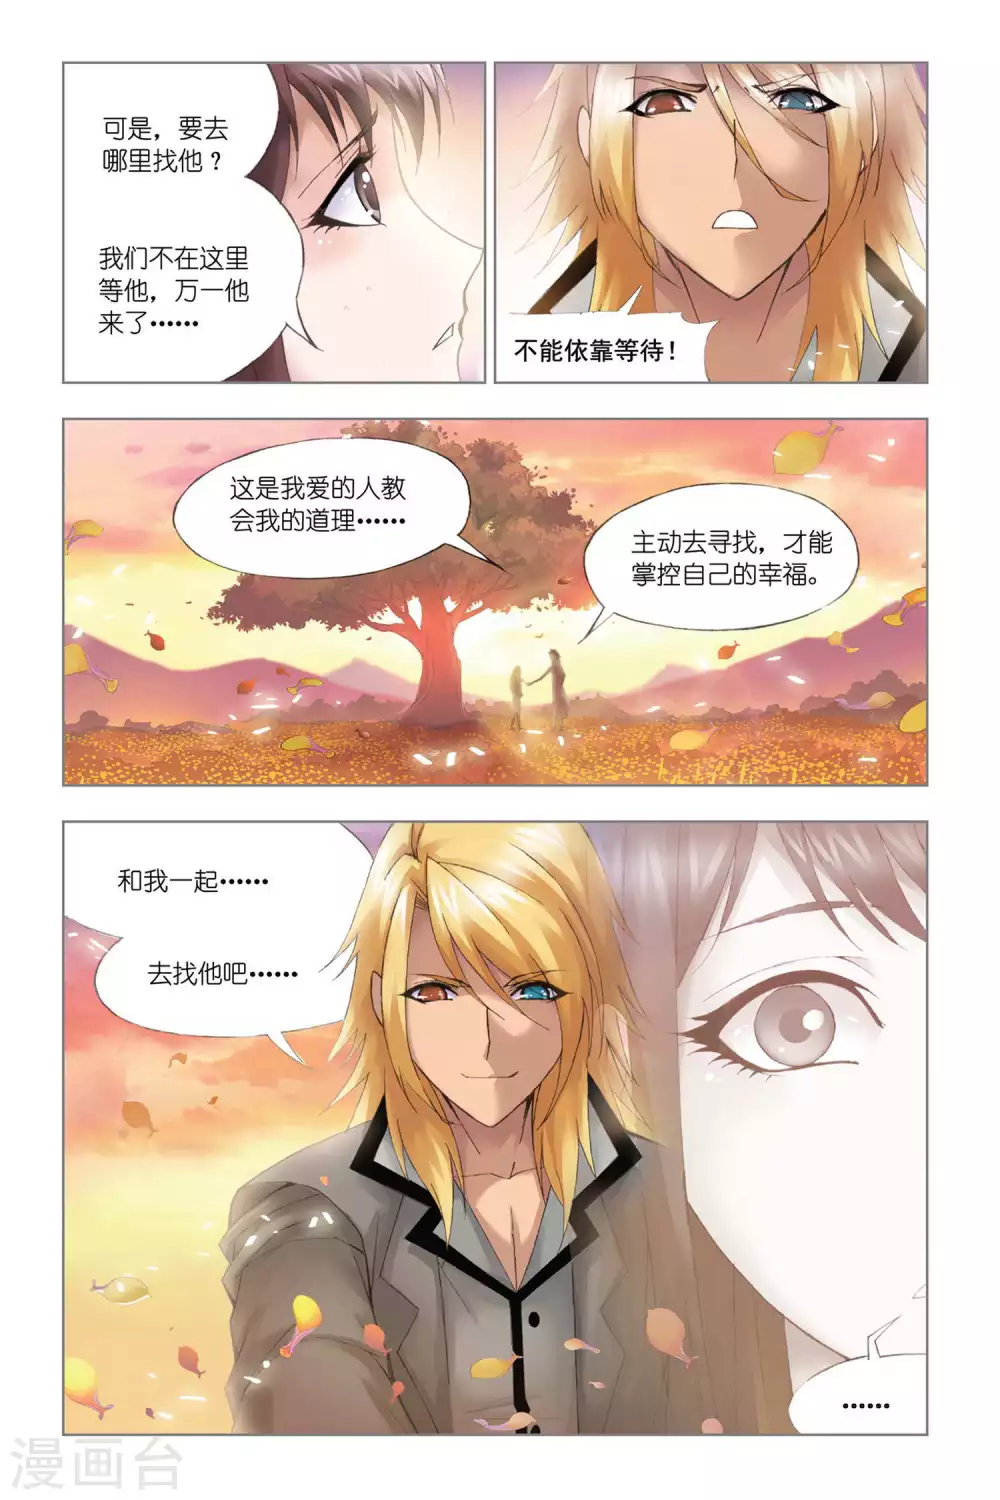 可是，要去
哪里找他？
我们不在这里
等他，万一他
来了……
不能依靠等待！
这是我爱的人教
会我的道理……
主动去寻找，才能
掌控自己的幸福。
和我一起……
去找他吧……
……
漫画台